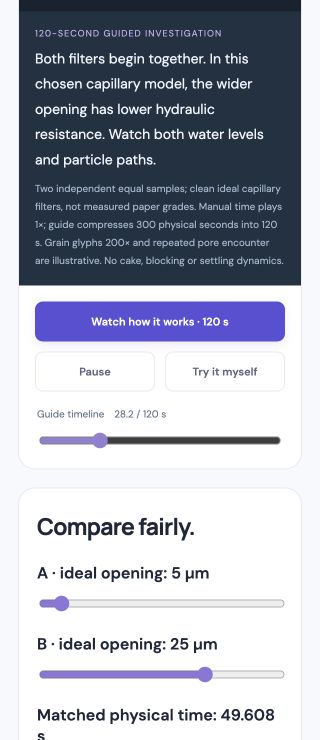 120-SECOND GUIDED INVESTIGATION
Both filters begin together. In this
chosen capillary model, the wider
opening has lower hydraulic
resistance. Watch both water levels
and particle paths.
Two independent equal samples; clean ideal capillary
filters, not measured paper grades. Manual time plays
1×; guide compresses 300 physical seconds into 120
s. Grain glyphs 200× and repeated pore encounter
are illustrative. No cake, blocking or settling dynamics.
Watch how it works · 120 s
Pause
Try it myself
Guide timeline 28.2 / 120 s
Compare fairly.
A · ideal opening: 5 µm
B · ideal opening: 25 µm
Matched physical time: 49.608
s